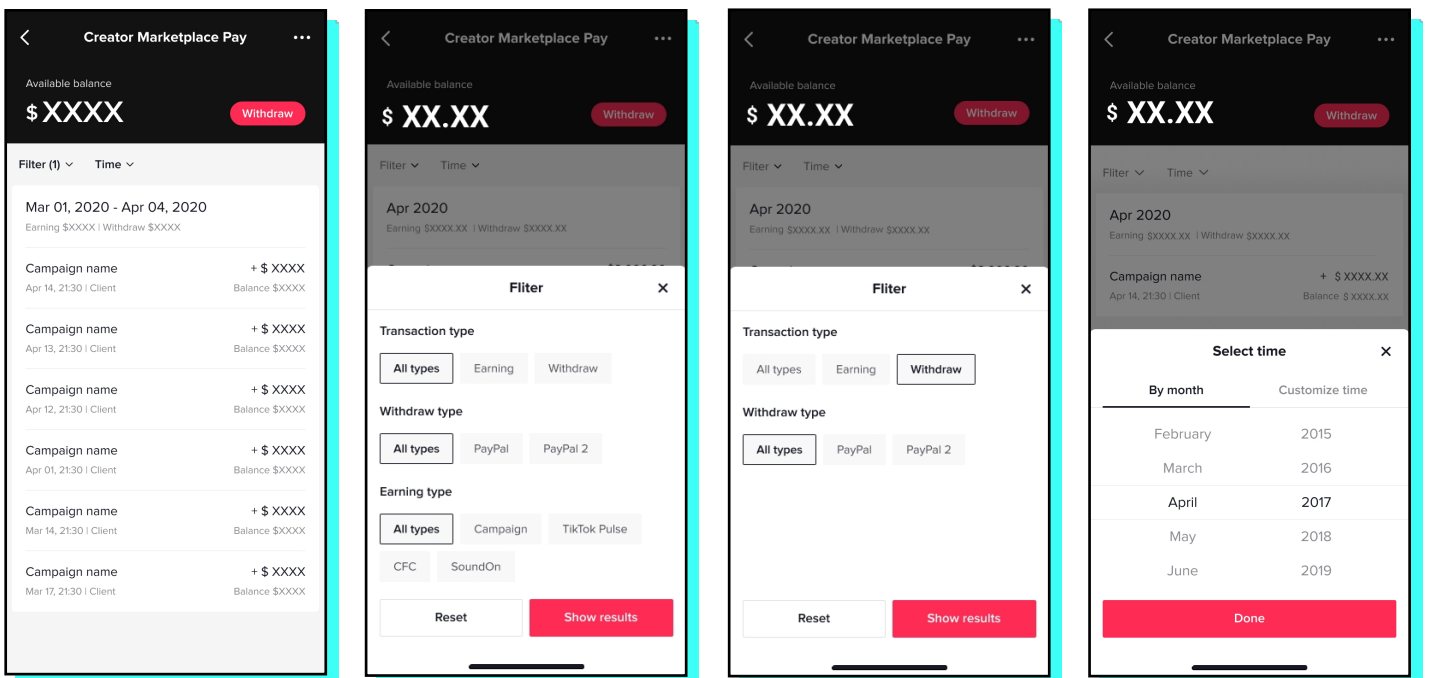 Creator Marketplace Pay
Available balance
$ XXXX
Withdraw
Filter (1) Time
Mar 01, 2020 - Apr 04, 2020
Earning $XXXX | Withdraw $XXXX
Campaign name + $ XXXX
Apr 14, 21:30 | Client Balance $XXXX
Campaign name + $ XXXX
Apr 13, 21:30 | Client Balance $XXXX
Campaign name + $ XXXX
Apr 12, 21:30 | Client Balance $XXXX
Campaign name + $ XXXX
Apr 01, 21:30 | Client Balance $XXXX
Campaign name + $ XXXX
Mar 14, 21:30 | Client Balance $XXXX
Campaign name + $ XXXX
Mar 17, 21:30 | Client Balance $XXXX
Creator Marketplace Pay
Available balance
$ XX.XX
Withdraw
Fliter Time
Apr 2020
Earning $XXXX.XX | Withdraw $XXXX.XX
Fliter
Transaction type
All types Earning Withdraw
Withdraw type
All types PayPal PayPal 2
Earning type
All types Campaign TikTok Pulse
CFC SoundOn
Reset Show results
Creator Marketplace Pay
Available balance
$ XX.XX
Withdraw
Fliter Time
Apr 2020
Earning $XXXX.XX | Withdraw $XXXX.XX
Fliter
Transaction type
All types Earning Withdraw
Withdraw type
All types PayPal PayPal 2
Reset Show results
Creator Marketplace Pay
Available balance
$ XX.XX
Withdraw
Fliter Time
Apr 2020
Earning $XXXX.XX | Withdraw $XXXX.XX
Campaign name + $ XXXX.XX
Apr 14, 21:30 | Client Balance $ XXXX.XX
Select time
By month Customize time
February 2015
March 2016
April 2017
May 2018
June 2019
Done